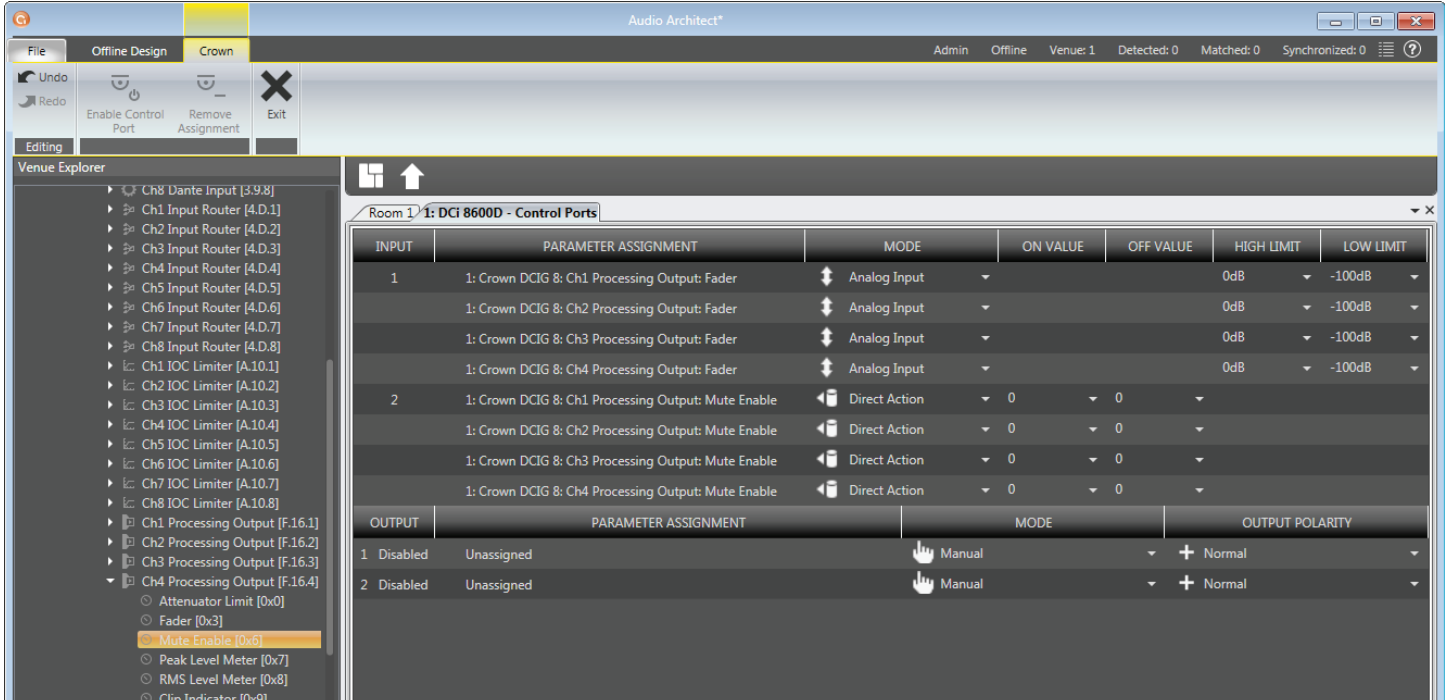 Audio Architect*
File Offline Design Crown Admin Offline Venue: 1 Detected: 0 Matched: 0 Synchronized: 0
Undo
Redo
Enable Control Port
Remove Assignment
Exit
Editing
Venue Explorer
Ch8 Dante Input [3.9.8]
Ch1 Input Router [4.D.1]
Ch2 Input Router [4.D.2]
Ch3 Input Router [4.D.3]
Ch4 Input Router [4.D.4]
Ch5 Input Router [4.D.5]
Ch6 Input Router [4.D.6]
Ch7 Input Router [4.D.7]
Ch8 Input Router [4.D.8]
Ch1 IOC Limiter [A.10.1]
Ch2 IOC Limiter [A.10.2]
Ch3 IOC Limiter [A.10.3]
Ch4 IOC Limiter [A.10.4]
Ch5 IOC Limiter [A.10.5]
Ch6 IOC Limiter [A.10.6]
Ch7 IOC Limiter [A.10.7]
Ch8 IOC Limiter [A.10.8]
Ch1 Processing Output [F.16.1]
Ch2 Processing Output [F.16.2]
Ch3 Processing Output [F.16.3]
Ch4 Processing Output [F.16.4]
Attenuator Limit [0x0]
Fader [0x3]
Mute Enable [0x6]
Peak Level Meter [0x7]
RMS Level Meter [0x8]
Clip Indicator [0x9]
Room 1 1: DCi 8600D - Control Ports
INPUT PARAMETER ASSIGNMENT MODE ON VALUE OFF VALUE HIGH LIMIT LOW LIMIT
1 1: Crown DCIG 8: Ch1 Processing Output: Fader Analog Input 0dB -100dB
1: Crown DCIG 8: Ch2 Processing Output: Fader Analog Input 0dB -100dB
1: Crown DCIG 8: Ch3 Processing Output: Fader Analog Input 0dB -100dB
1: Crown DCIG 8: Ch4 Processing Output: Fader Analog Input 0dB -100dB
2 1: Crown DCIG 8: Ch1 Processing Output: Mute Enable Direct Action 0 0
1: Crown DCIG 8: Ch2 Processing Output: Mute Enable Direct Action 0 0
1: Crown DCIG 8: Ch3 Processing Output: Mute Enable Direct Action 0 0
1: Crown DCIG 8: Ch4 Processing Output: Mute Enable Direct Action 0 0
OUTPUT PARAMETER ASSIGNMENT MODE OUTPUT POLARITY
1 Disabled Unassigned Manual Normal
2 Disabled Unassigned Manual Normal